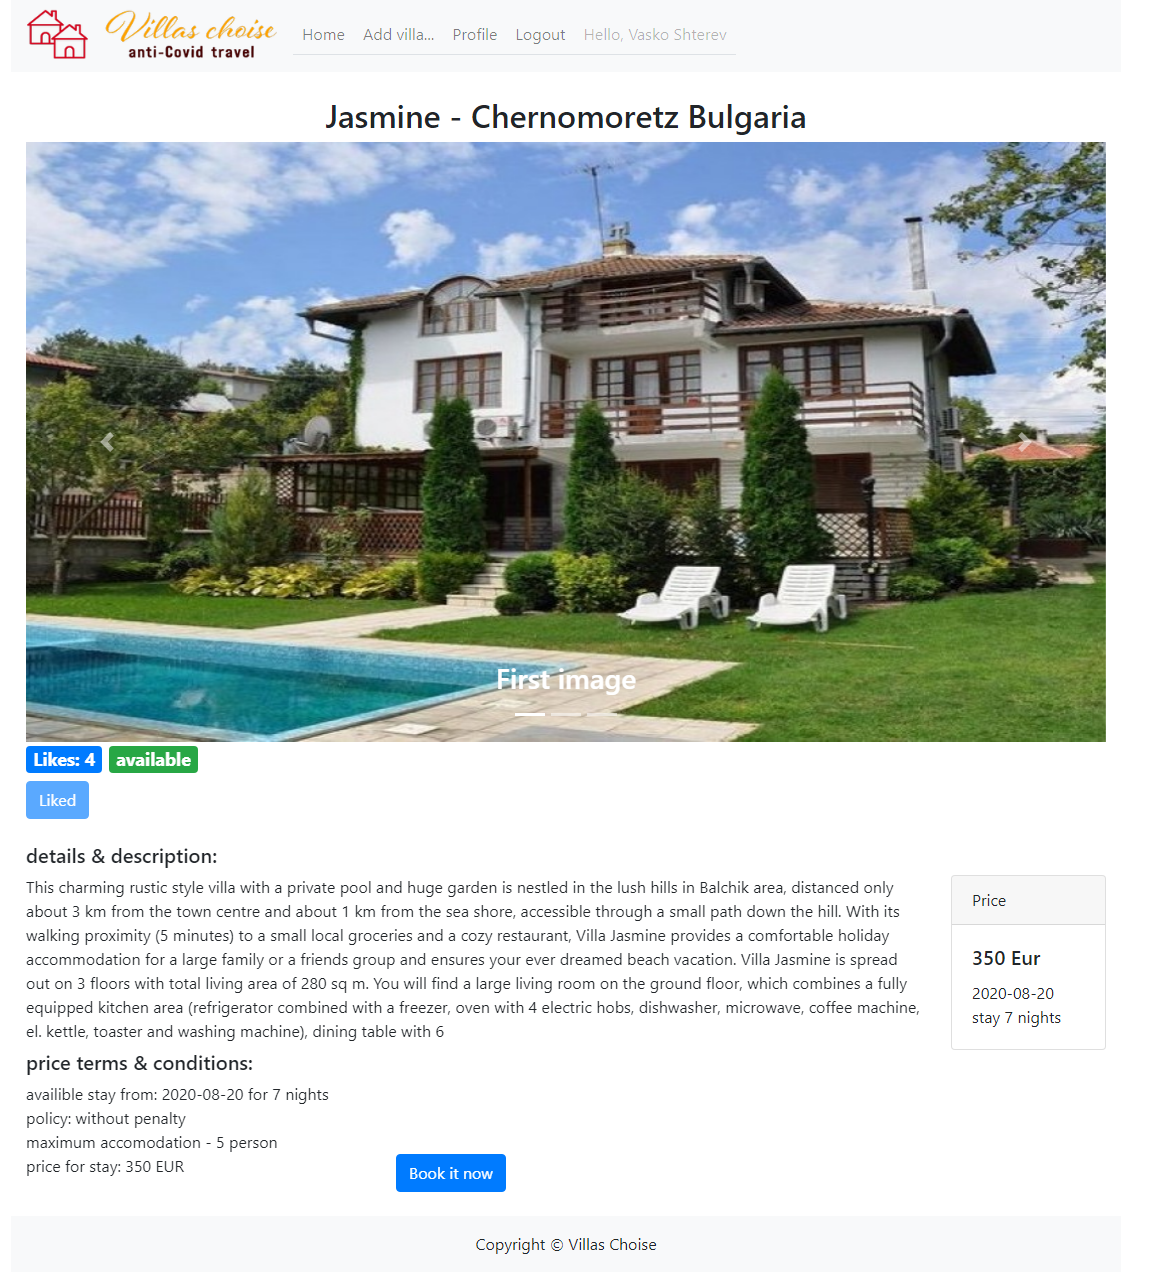 Villas choise
anti-Covid travel
Home Add villa... Profile Logout Hello, Vasko Shterev
Jasmine - Chernomoretz Bulgaria
First image
Likes: 4 available
Liked
details & description:
This charming rustic style villa with a private pool and huge garden is nestled in the lush hills in Balchik area, distanced only
about 3 km from the town centre and about 1 km from the sea shore, accessible through a small path down the hill. With its
walking proximity (5 minutes) to a small local groceries and a cozy restaurant, Villa Jasmine provides a comfortable holiday
accommodation for a large family or a friends group and ensures your ever dreamed beach vacation. Villa Jasmine is spread
out on 3 floors with total living area of 280 sq m. You will find a large living room on the ground floor, which combines a fully
equipped kitchen area (refrigerator combined with a freezer, oven with 4 electric hobs, dishwasher, microwave, coffee machine,
el. kettle, toaster and washing machine), dining table with 6
Price
350 Eur
2020-08-20
stay 7 nights
price terms & conditions:
availible stay from: 2020-08-20 for 7 nights
policy: without penalty
maximum accomodation - 5 person
price for stay: 350 EUR
Book it now
Copyright © Villas Choise